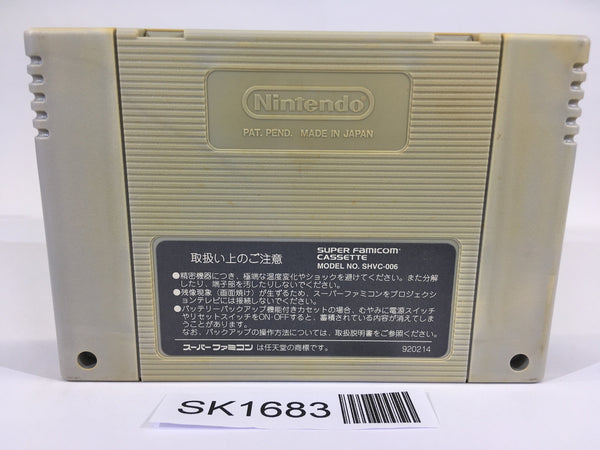 Nintendo
PAT. PEND. MADE IN JAPAN
取扱い上のご注意
SUPER FAMICOM
CASSETTE
MODEL NO. SHVC-006
●精密機器につき、極端な温度変化やショックを避けてください。また分解
したり、端子部を汚したりしないでください。
●残像現象（画面焼け）が生ずるため、スーパーファミコンをプロジェクシ
ョンテレビには接続しないでください。
●バッテリーバックアップ機能付きカセットの場合、むやみに電源スイッチ
やリセットスイッチをON・OFFすると、蓄積されている内容が消えてしま
うことがあります。
なお、バックアップの操作方法については、取扱説明書をご参照ください。
スーパーファミコンは任天堂の商標です。
920214
SK1683